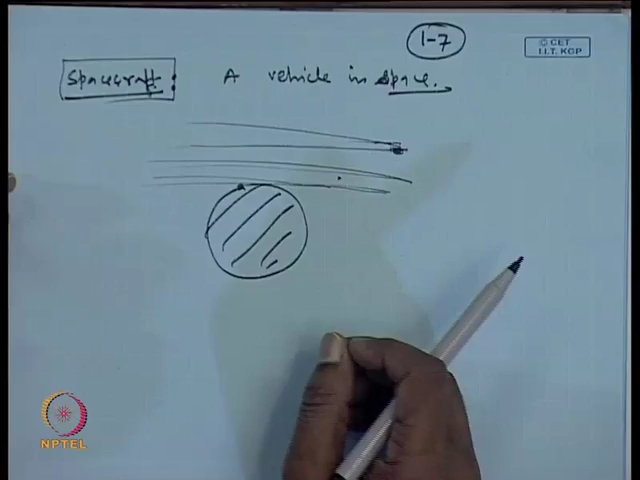 1-7
© CET
I.I.T. KGP
Spacecraft : A vehicle in space.
NPTEL